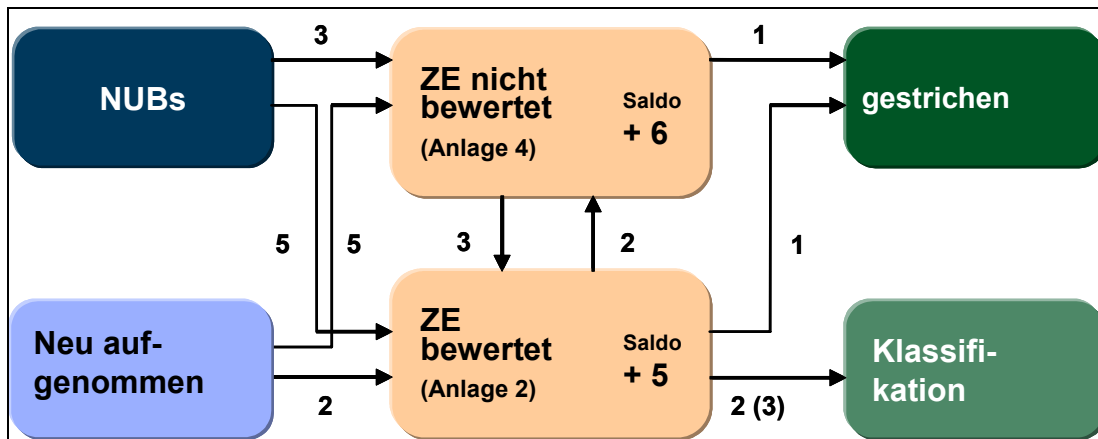 3
1
NUBs
ZE nicht
bewertet
(Anlage 4)
Saldo
+ 6
gestrichen
5
5
3
2
1
Neu auf-
genommen
ZE
bewertet
(Anlage 2)
Saldo
+ 5
Klassifi-
kation
2
2 (3)